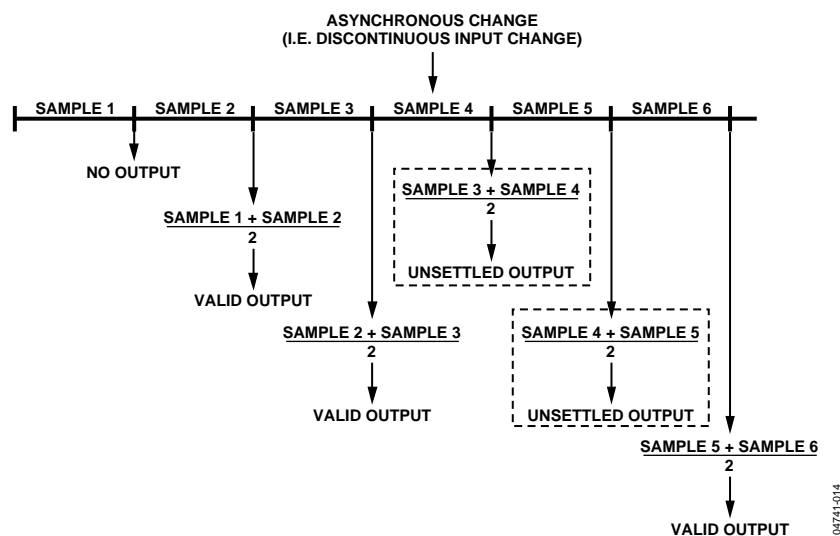 ASYNCHRONOUS CHANGE
(I.E. DISCONTINUOUS INPUT CHANGE)
SAMPLE 1
SAMPLE 2
SAMPLE 3
SAMPLE 4
SAMPLE 5
SAMPLE 6
NO OUTPUT
SAMPLE 1 + SAMPLE 2
2
VALID OUTPUT
SAMPLE 2 + SAMPLE 3
2
VALID OUTPUT
SAMPLE 3 + SAMPLE 4
2
UNSETTLED OUTPUT
SAMPLE 4 + SAMPLE 5
2
UNSETTLED OUTPUT
SAMPLE 5 + SAMPLE 6
2
VALID OUTPUT
04741-014